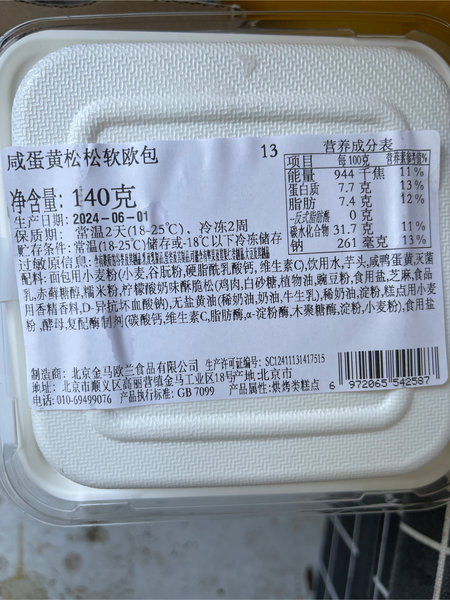 咸蛋黄松松软欧包
13
净含量: 140克
生产日期: 2024-06-01
保质期: 常温2天(18-25℃)、冷冻2周
贮存条件: 常温(18-25℃)储存或-18℃以下冷冻储存
过敏原信息:
配料: 面包用小麦粉(小麦,谷朊粉,硬脂酰乳酸钙,维生素C),饮用水,芋头,咸鸭蛋黄灭菌
乳,赤藓糖醇,糯米粉,柠檬酸奶味酥脆松(鸡肉,白砂糖,植物油,豌豆粉,食用盐,芝麻,食品
用香精香料,D-异抗坏血酸钠),无盐黄油(稀奶油,奶油,牛生乳),稀奶油,淀粉,糕点用小麦
粉,酵母,复配酶制剂(碳酸钙,维生素C,脂肪酶,α-淀粉酶,木聚糖酶,淀粉,小麦粉),食用盐
营养成分表
项目 每100克 营养素参考值%
能量 944 千焦 11%
蛋白质 7.7 克 13%
脂肪 7.4 克 12%
-反式脂肪酸 0 克
碳水化合物 31.7 克 11%
钠 261 毫克 13%
制造商: 北京金马欧兰食品有限公司 生产许可证编号: SC12411131417515
地址: 北京市顺义区高丽营镇金马工业区18号产地:北京市
电话: 010-69499076 产品执行标准: GB 7099 产品属性:烘烤类糕点
6 972065 542587